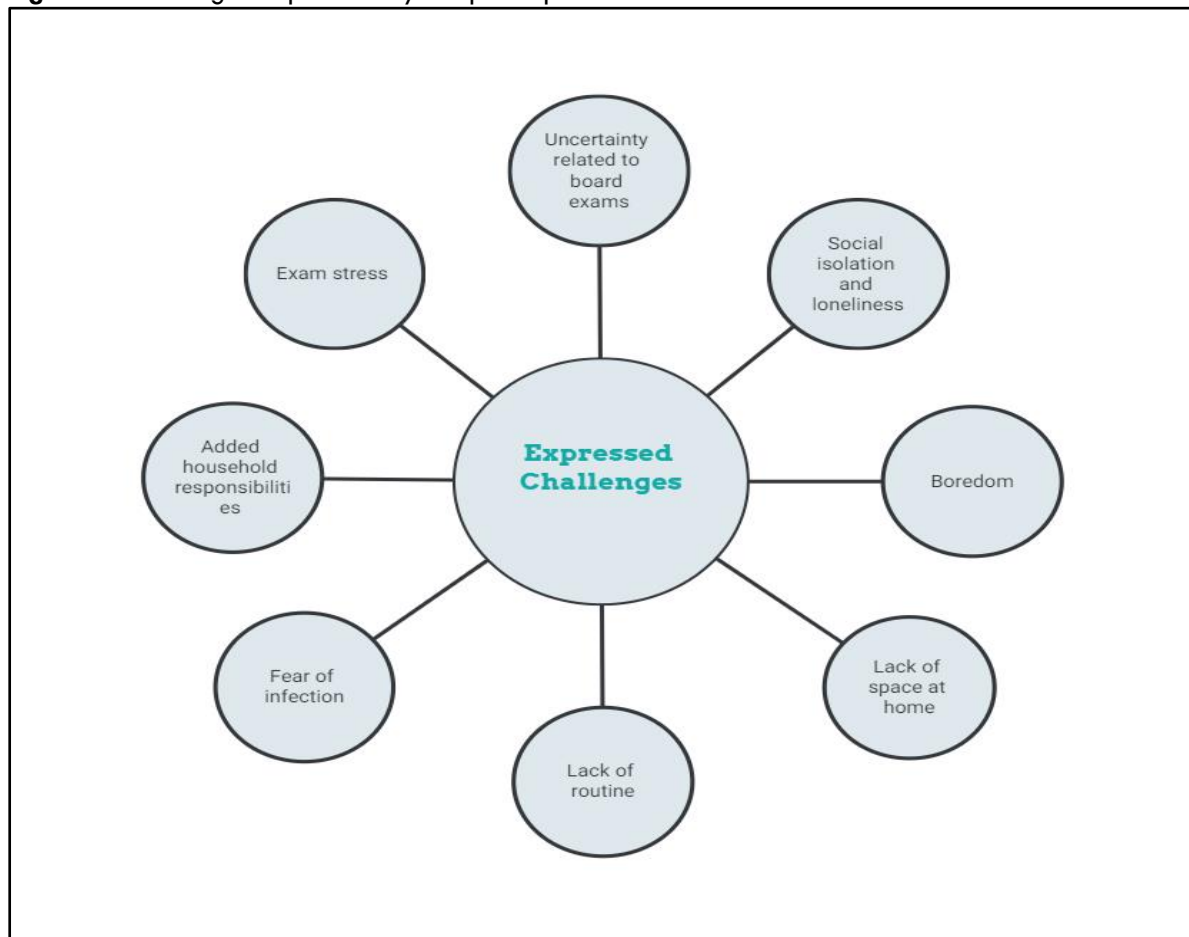 Expressed
Challenges
Uncertainty
related to
board
exams
Social
isolation
and
loneliness
Boredom
Lack of
space at
home
Lack of
routine
Fear of
infection
Added
household
responsibiliti
es
Exam stress